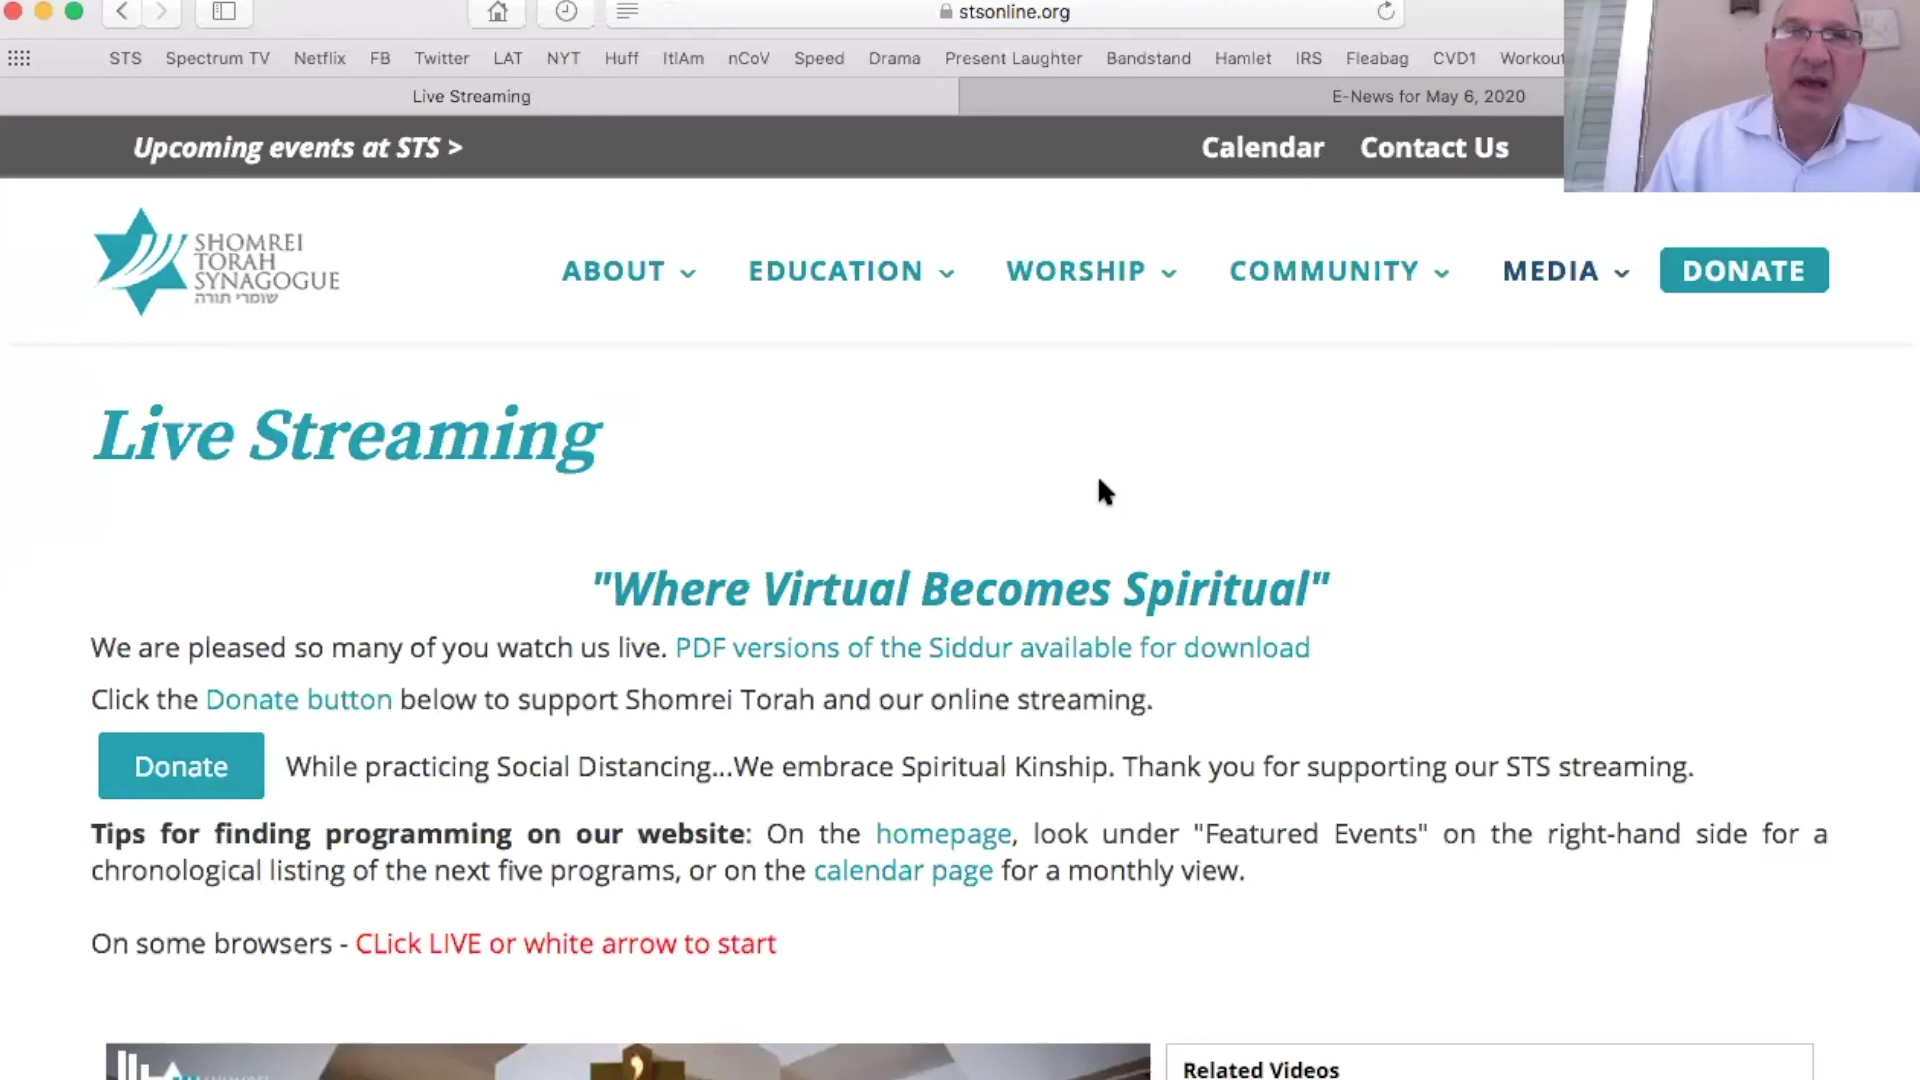 stsonline.org
STS Spectrum TV Netflix FB Twitter LAT NYT Huff ItlAm nCoV Speed Drama Present Laughter Bandstand Hamlet IRS Fleabag CVD1 Workout
Live Streaming E-News for May 6, 2020
Upcoming events at STS > Calendar Contact Us
SHOMREI
TORAH
SYNAGOGUE
שומרי תורה
ABOUT EDUCATION WORSHIP COMMUNITY MEDIA DONATE
Live Streaming
"Where Virtual Becomes Spiritual"
We are pleased so many of you watch us live. PDF versions of the Siddur available for download
Click the Donate button below to support Shomrei Torah and our online streaming.
Donate While practicing Social Distancing...We embrace Spiritual Kinship. Thank you for supporting our STS streaming.
Tips for finding programming on our website: On the homepage, look under "Featured Events" on the right-hand side for a
chronological listing of the next five programs, or on the calendar page for a monthly view.
On some browsers - CLick LIVE or white arrow to start
Related Videos